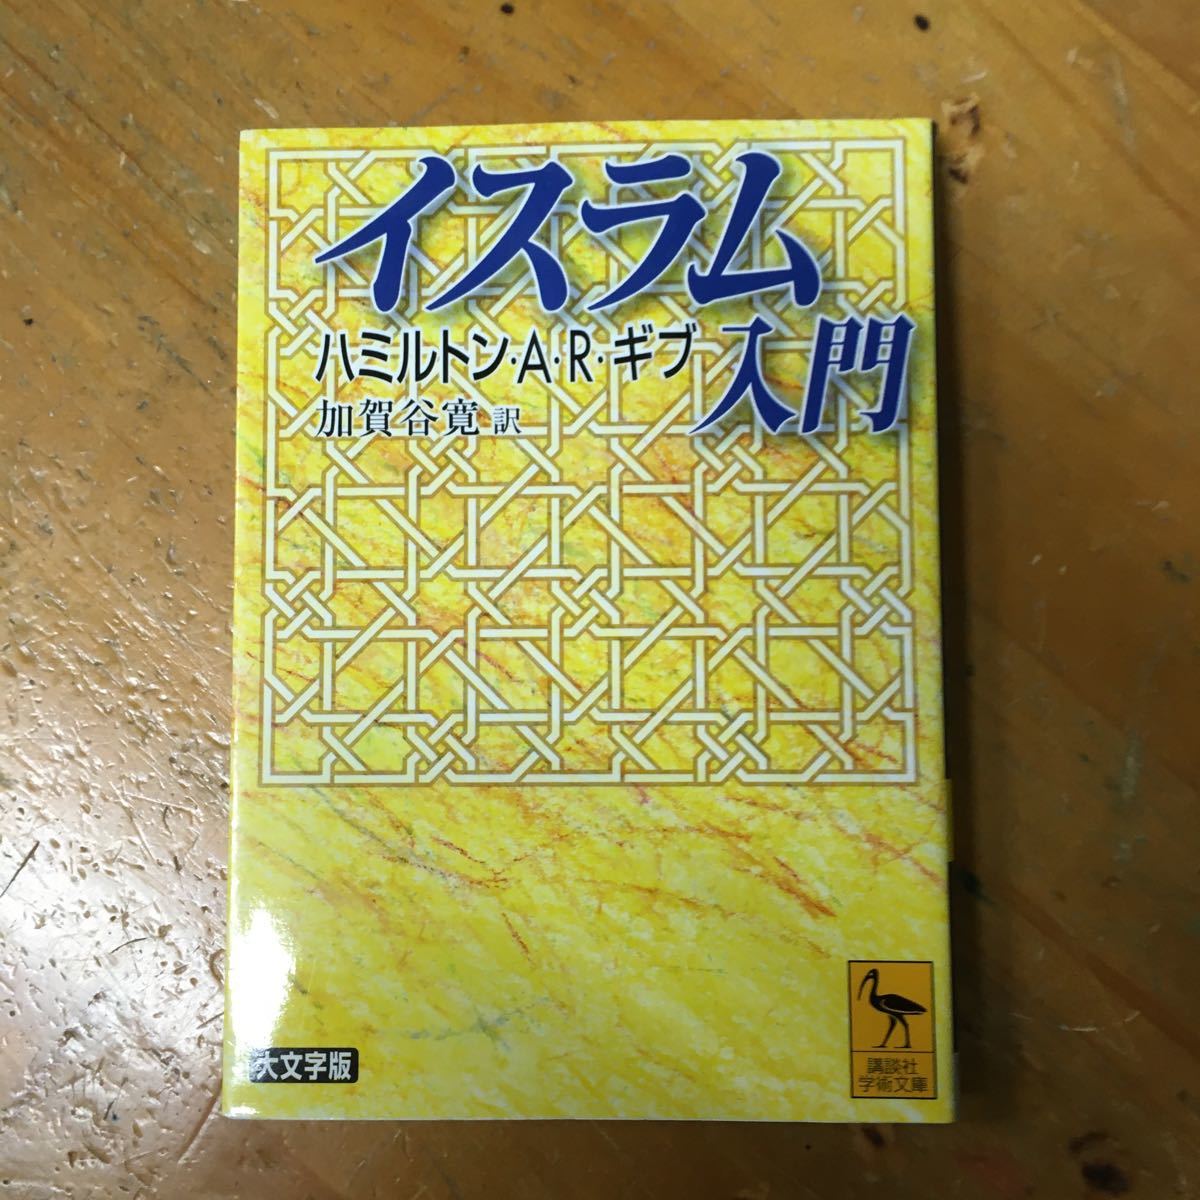 イスラム
入門
ハミルトン・A・R・ギブ
加賀谷寛 訳
大文字版
講談社
学術文庫